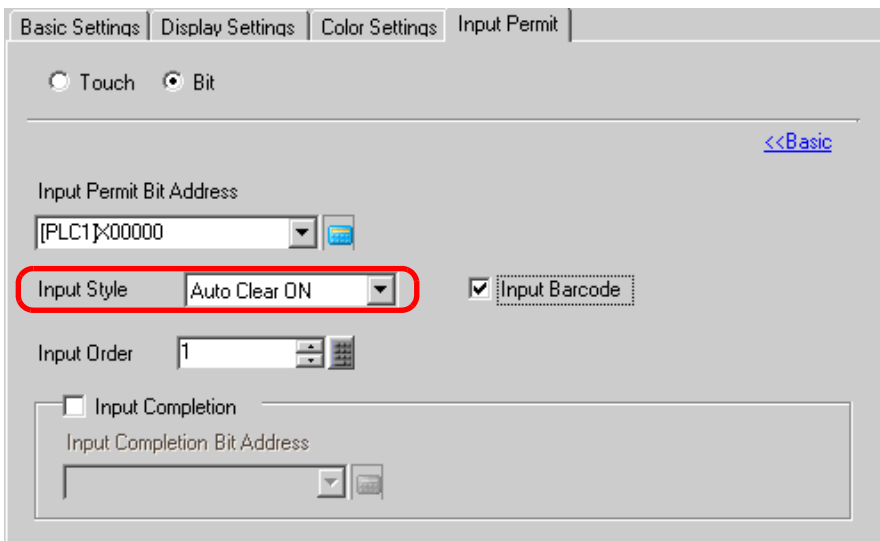 Basic Settings Display Settings Color Settings Input Permit
Touch Bit
<<Basic
Input Permit Bit Address
[PLC1]X00000
Input Style Auto Clear ON Input Barcode
Input Order 1
Input Completion
Input Completion Bit Address